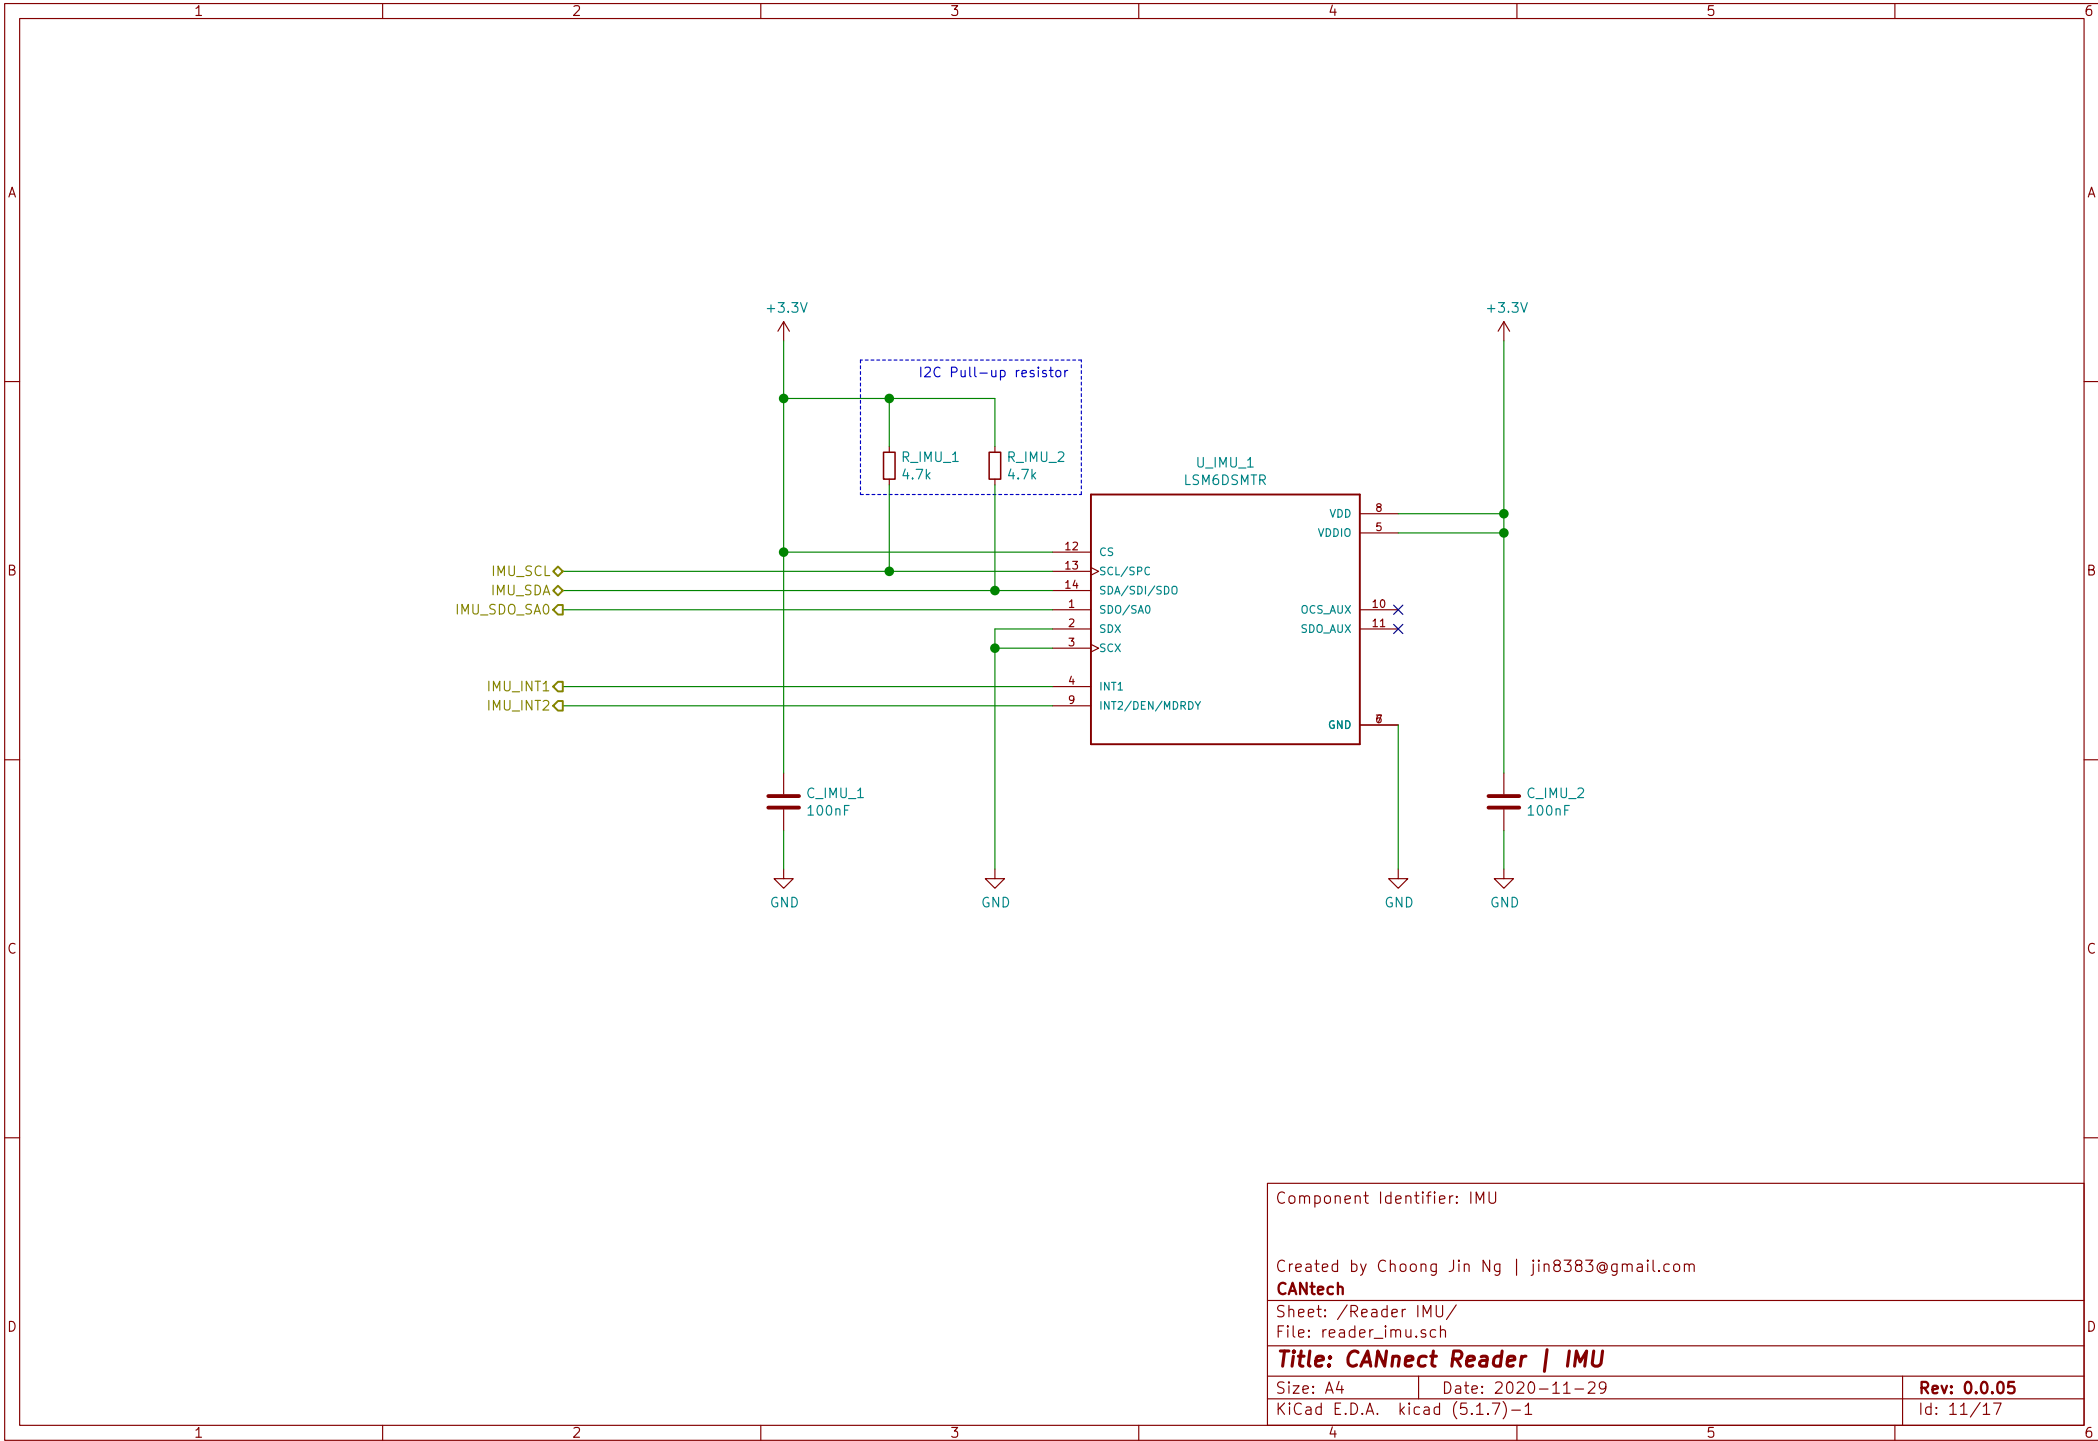 1 2 3 4 5 6
A A
+3.3V +3.3V
I2C Pull-up resistor
R_IMU_1 R_IMU_2
4.7k 4.7k
U_IMU_1
LSM6DSMTR
VDD 8
VDDIO 5
12 CS
B B
IMU_SCL 13 SCL/SPC
IMU_SDA 14 SDA/SDI/SDO
IMU_SDO_SA0 1 SDO/SA0 OCS_AUX 10
2 SDX SDO_AUX 11
3 SCX
IMU_INT1 4 INT1
IMU_INT2 9 INT2/DEN/MDRDY
GND
C_IMU_1 C_IMU_2
100nF 100nF
GND GND GND GND
C C
Component Identifier: IMU
Created by Choong Jin Ng | jin8383@gmail.com
CANtech
Sheet: /Reader IMU/
D D
File: reader_imu.sch
Title: CANnect Reader | IMU
Size: A4 Date: 2020-11-29 Rev: 0.0.05
KiCad E.D.A. kicad (5.1.7)-1 Id: 11/17
1 2 3 4 5 6